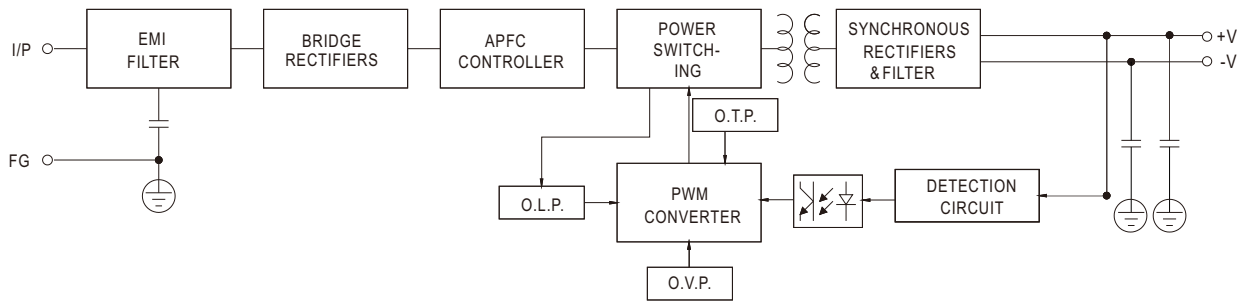 I/P
EMI
FILTER
BRIDGE
RECTIFIERS
APFC
CONTROLLER
POWER
SWITCH-
ING
SYNCHRONOUS
RECTIFIERS
&FILTER
+V
-V
FG
O.T.P.
O.L.P.
PWM
CONVERTER
DETECTION
CIRCUIT
O.V.P.